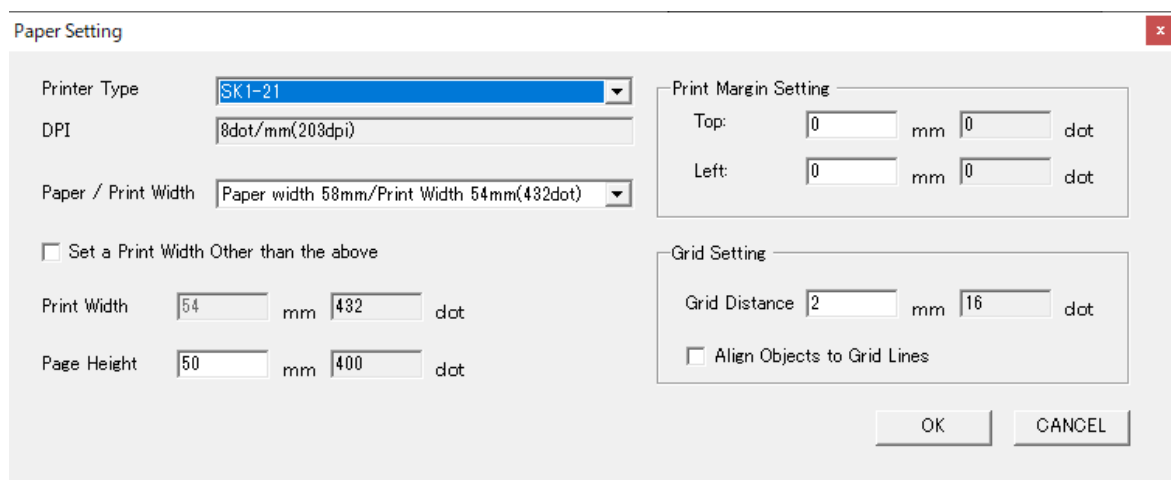 Paper Setting
x
Printer Type
SK1-21
DPI
8dot/mm(203dpi)
Paper / Print Width
Paper width 58mm/Print Width 54mm(432dot)
Set a Print Width Other than the above
Print Width
54
mm
432
dot
Page Height
50
mm
400
dot
Print Margin Setting
Top:
0
mm
0
dot
Left:
0
mm
0
dot
Grid Setting
Grid Distance
2
mm
16
dot
Align Objects to Grid Lines
OK
CANCEL